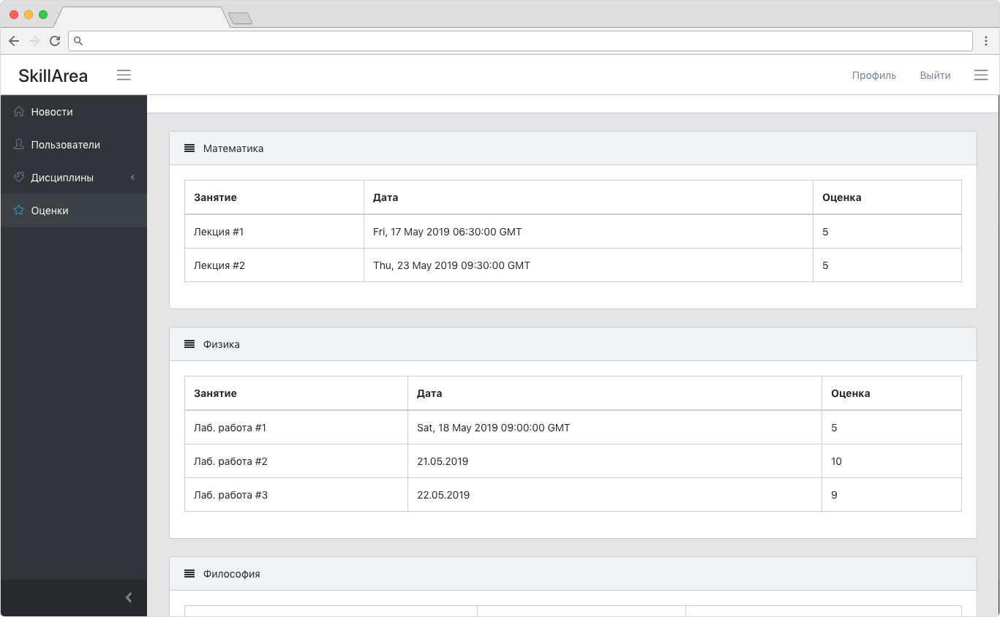 SkillArea
Профиль Выйти
Новости
Пользователи
Дисциплины
Оценки
Математика
Занятие Дата Оценка
Лекция #1 Fri, 17 May 2019 06:30:00 GMT 5
Лекция #2 Thu, 23 May 2019 09:30:00 GMT 5
Физика
Занятие Дата Оценка
Лаб. работа #1 Sat, 18 May 2019 09:00:00 GMT 5
Лаб. работа #2 21.05.2019 10
Лаб. работа #3 22.05.2019 9
Философия